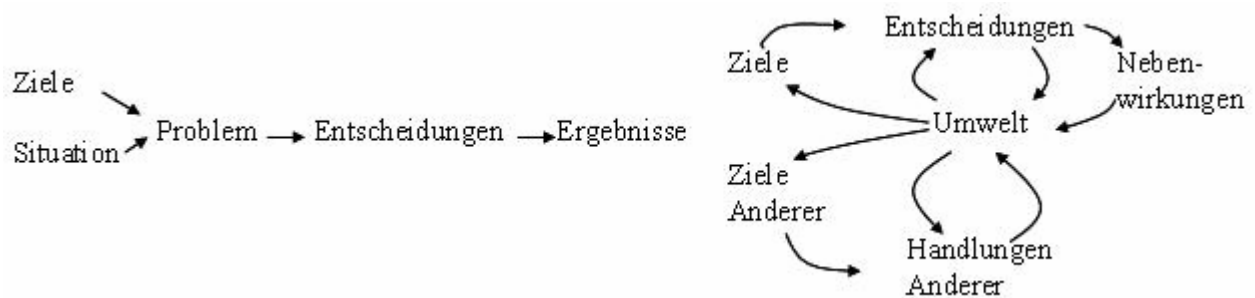 Ziele
Situation
Problem
Entscheidungen
Ergebnisse
Entscheidungen
Ziele
Neben-
wirkungen
Umwelt
Ziele
Anderer
Handlungen
Anderer